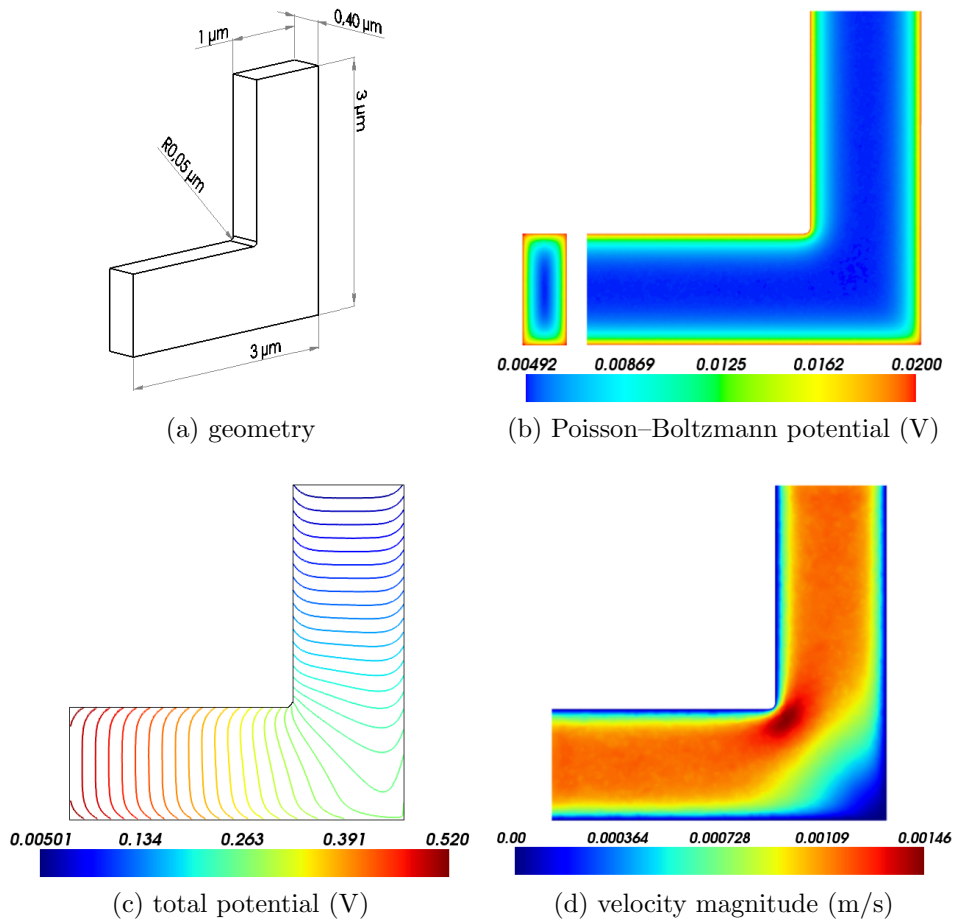 1 µm
0,40 µm
3 µm
R0,05 µm
3 µm
(a) geometry
0.00492 0.00869 0.0125 0.0162 0.0200
(b) Poisson–Boltzmann potential (V)
0.00501 0.134 0.263 0.391 0.520
(c) total potential (V)
0.00 0.000364 0.000728 0.00109 0.00146
(d) velocity magnitude (m/s)